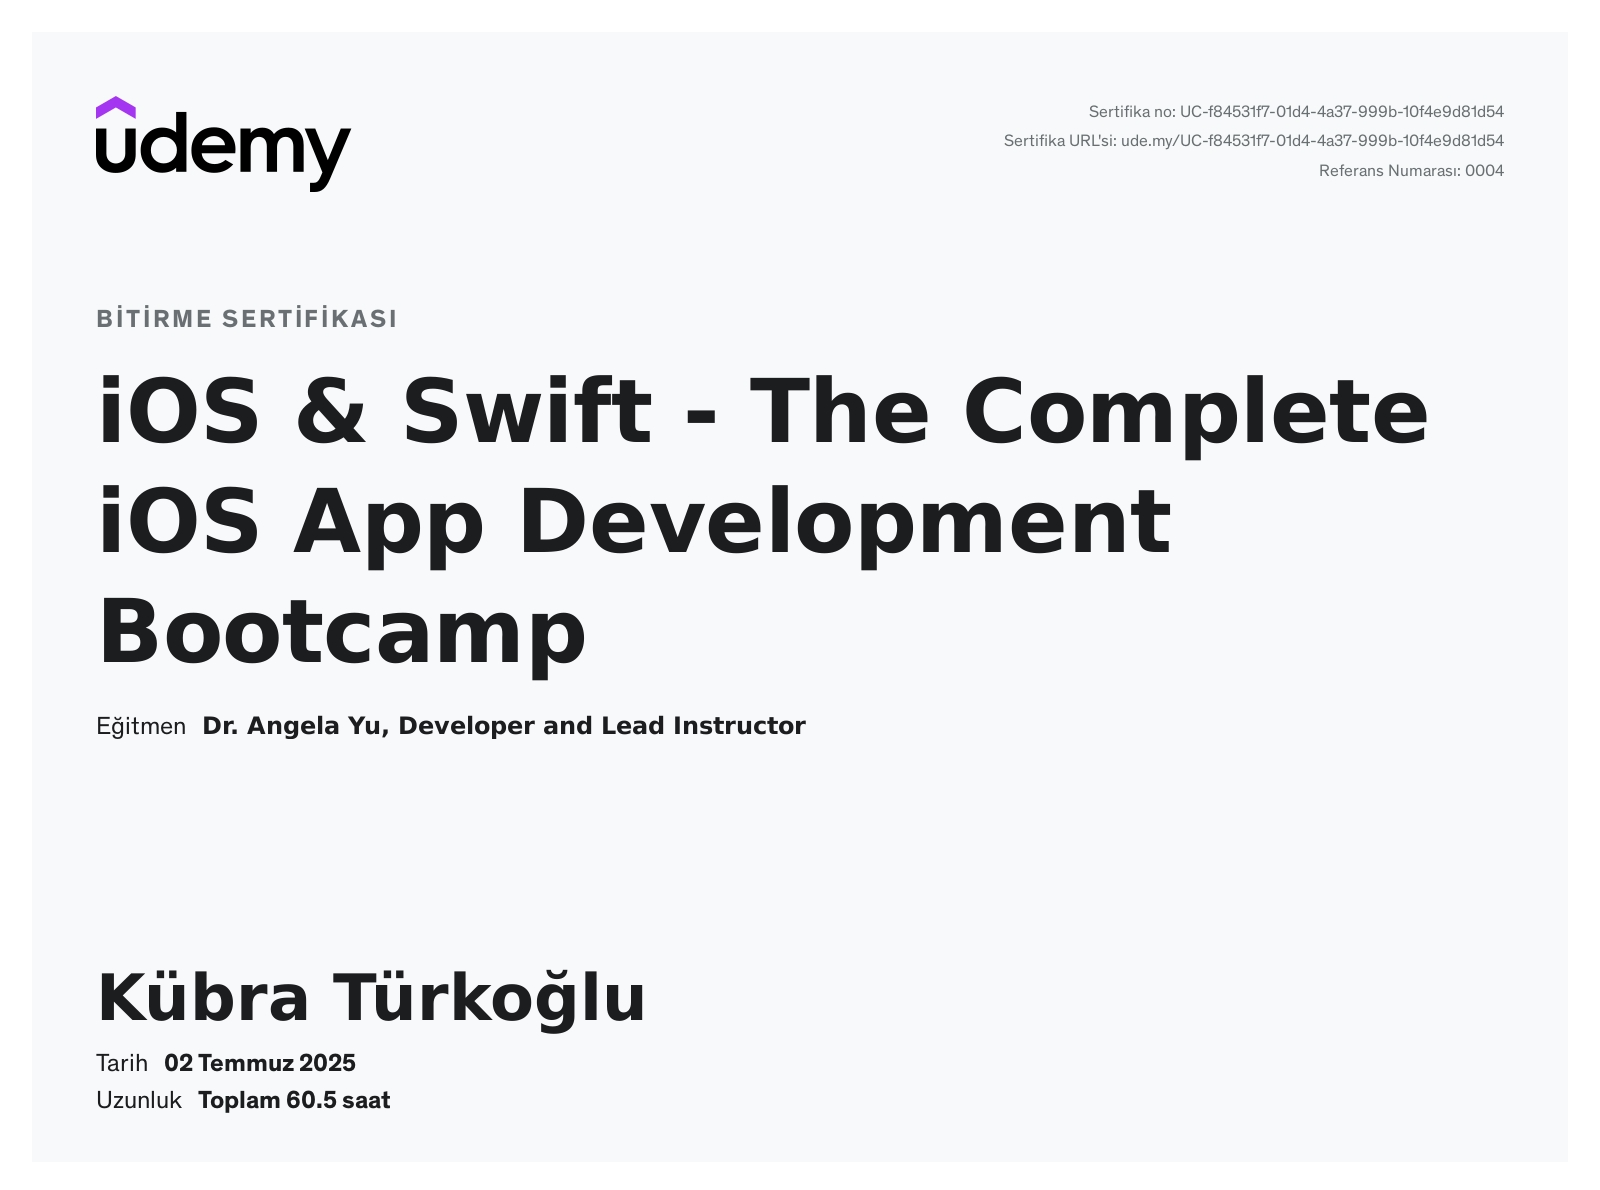 udemy
Sertifika no: UC-f84531f7-01d4-4a37-999b-10f4e9d81d54
Sertifika URL'si: ude.my/UC-f84531f7-01d4-4a37-999b-10f4e9d81d54
Referans Numarası: 0004
BİTİRME SERTİFİKASI
iOS & Swift - The Complete
iOS App Development
Bootcamp
Eğitmen Dr. Angela Yu, Developer and Lead Instructor
Kübra Türkoğlu
Tarih 02 Temmuz 2025
Uzunluk Toplam 60.5 saat